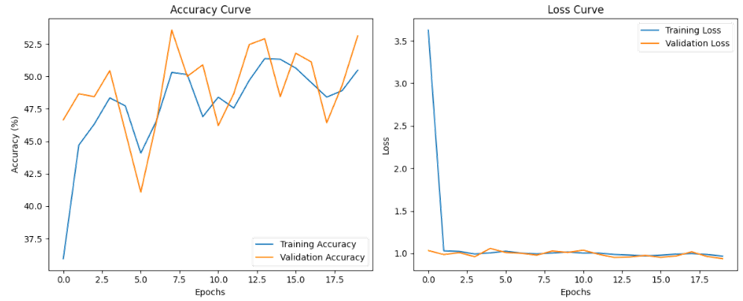 Accuracy Curve
52.5
50.0
47.5
45.0
42.5
40.0
37.5
Accuracy (%)
Training Accuracy
Validation Accuracy
0.0 2.5 5.0 7.5 10.0 12.5 15.0 17.5
Epochs
Loss Curve
Training Loss
Validation Loss
3.5
3.0
2.5
2.0
1.5
1.0
Loss
0.0 2.5 5.0 7.5 10.0 12.5 15.0 17.5
Epochs